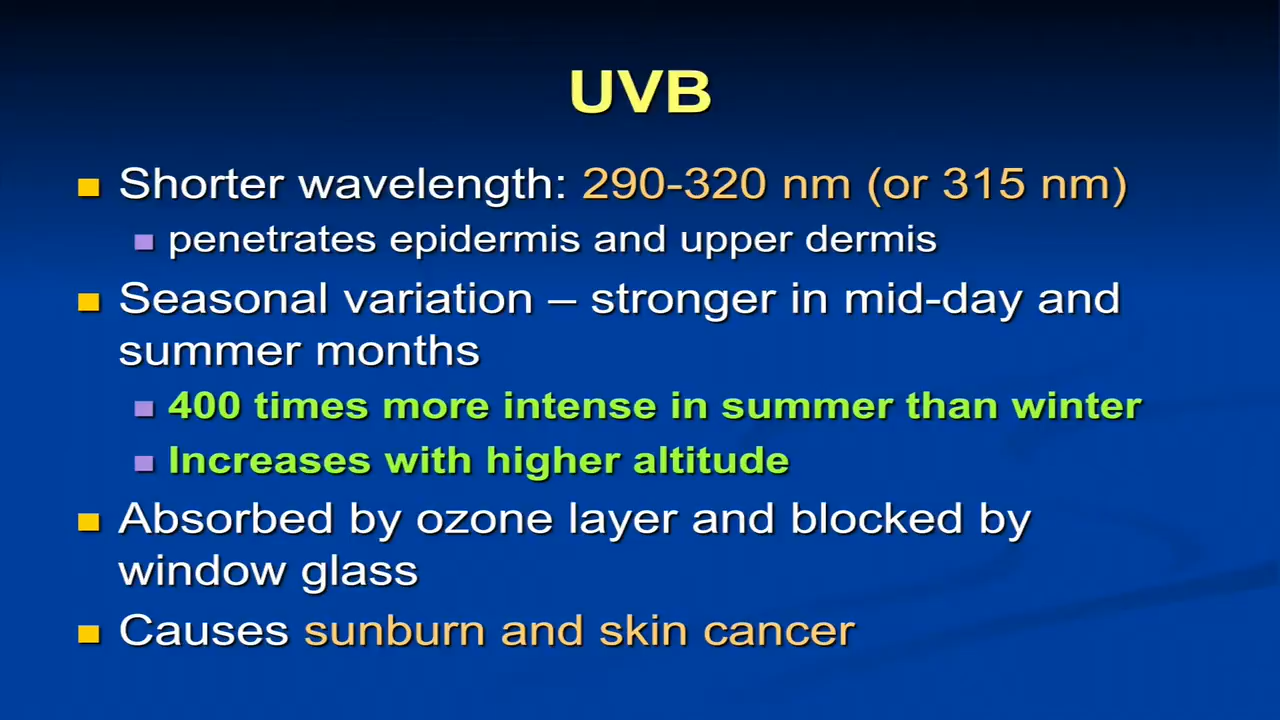 UVB
Shorter wavelength: 290-320 nm (or 315 nm)
penetrates epidermis and upper dermis
Seasonal variation – stronger in mid-day and
summer months
400 times more intense in summer than winter
Increases with higher altitude
Absorbed by ozone layer and blocked by
window glass
Causes sunburn and skin cancer